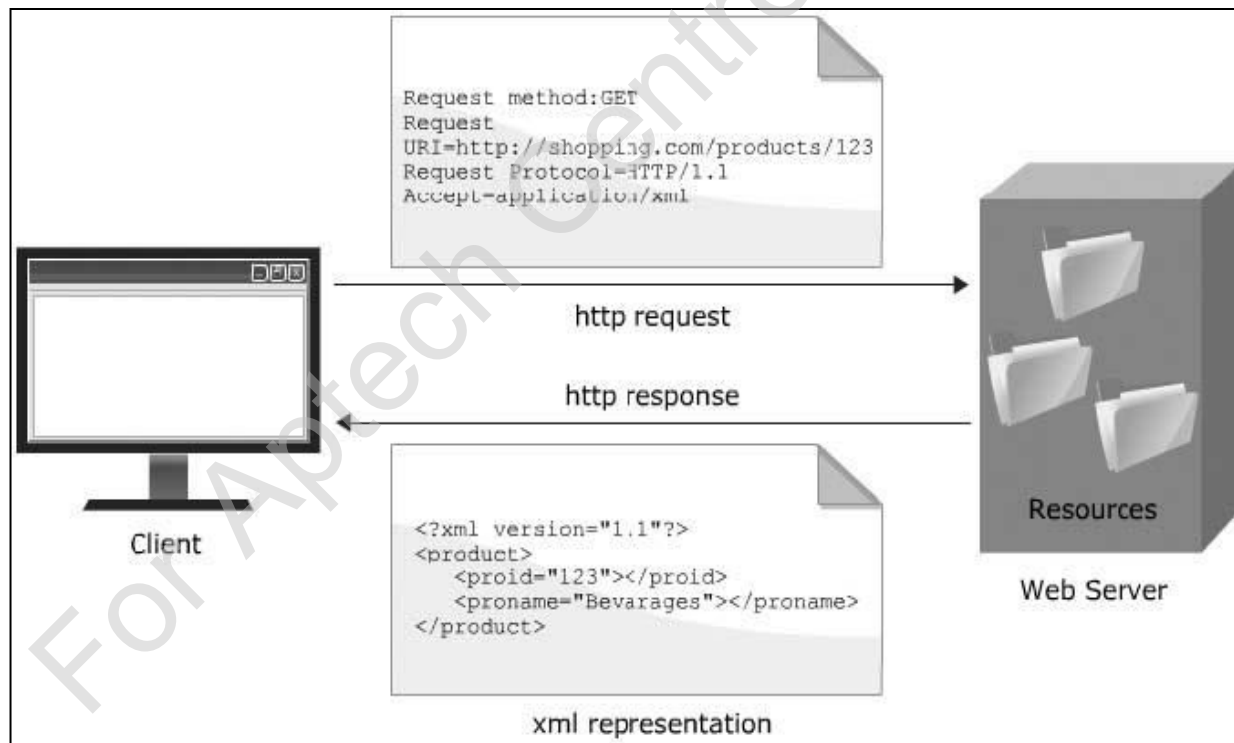 Request method:GET
Request
URI=http://shopping.com/products/123
Request Protocol=HTTP/1.1
Accept=application/xml
http request
http response
Client
<?xml version="1.1"?>
<product>
   <proid="123"></proid>
   <proname="Bevarages"></proname>
</product>
xml representation
Resources
Web Server
For Aptech Centre